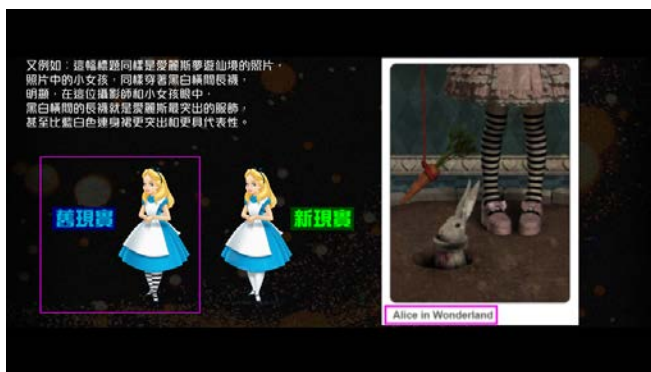 又例如：這幅標題同樣是愛麗斯夢遊仙境的照片，
照片中的小女孩，同樣穿著黑白橫間長襪，
明顯，在這位攝影師和小女孩眼中，
黑白橫間的長襪就是愛麗斯最突出的服飾，
甚至比藍白色連身裙更突出和更具代表性。
舊現實
新現實
Alice in Wonderland